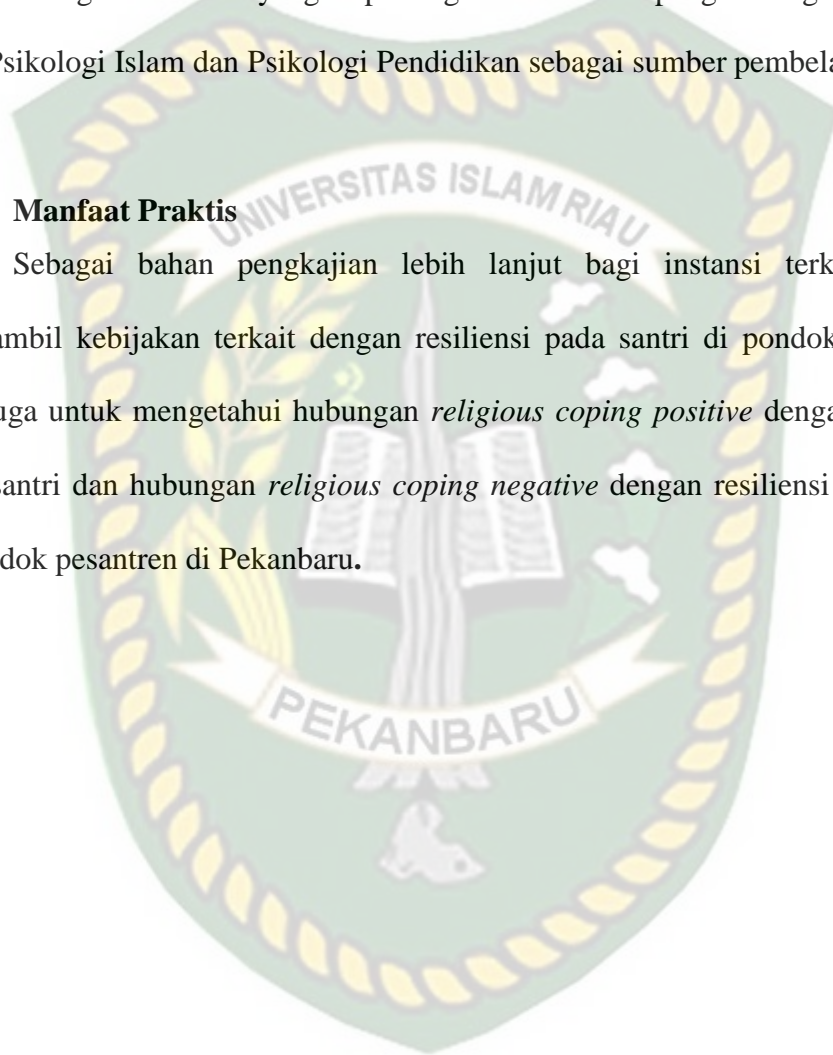 Psikologi Islam dan Psikologi Pendidikan sebagai sumber pembela
UNIVERSITAS ISLAM RIAU
Manfaat Praktis
Sebagai bahan pengkajian lebih lanjut bagi instansi terk
ambil kebijakan terkait dengan resiliensi pada santri di pondok
uga untuk mengetahui hubungan religious coping positive denga
santri dan hubungan religious coping negative dengan resiliensi
dok pesantren di Pekanbaru.
PEKANBARU